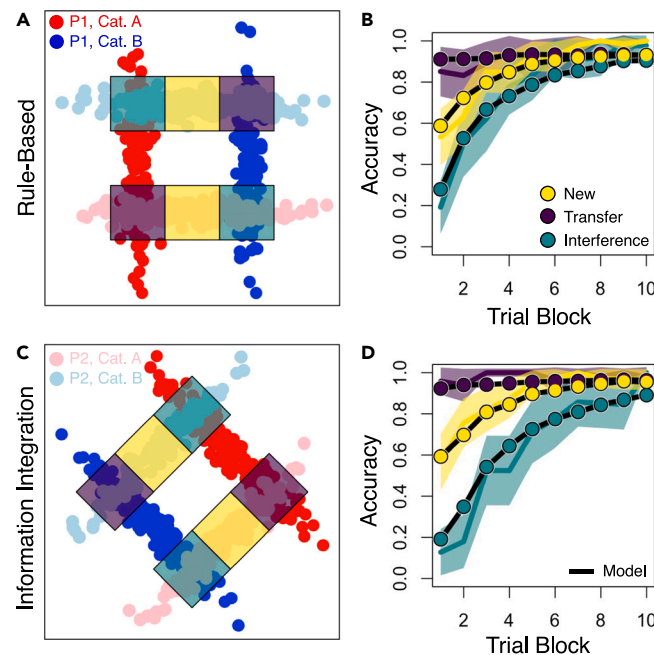 A
P1, Cat. A
P1, Cat. B
Rule-Based
B
Accuracy
1.0
0.8
0.6
0.4
0.2
0.0
New
Transfer
Interference
2 4 6 8 10
Trial Block
C
P2, Cat. A
P2, Cat. B
Information Integration
D
Accuracy
1.0
0.8
0.6
0.4
0.2
0.0
Model
2 4 6 8 10
Trial Block